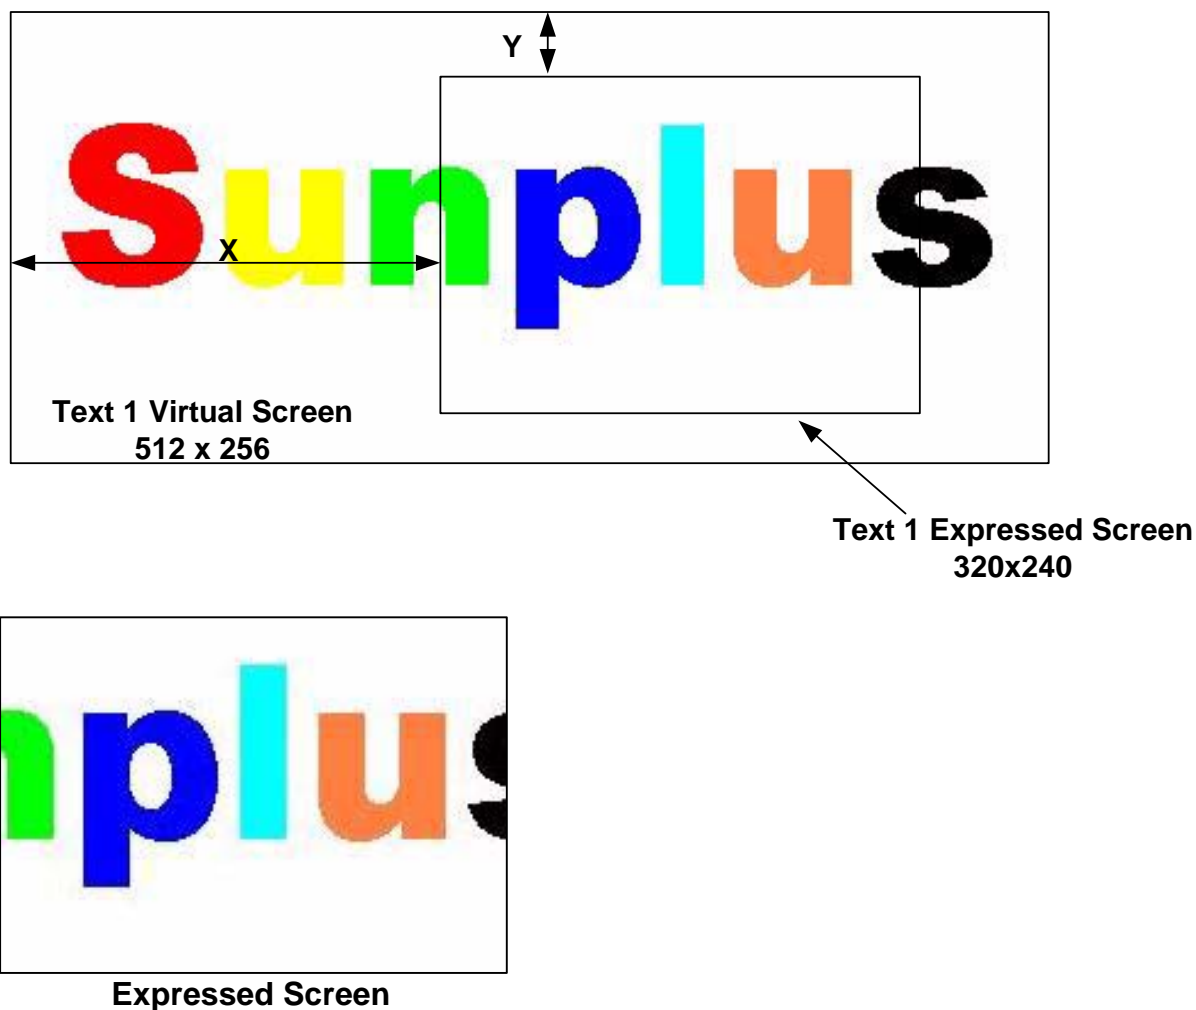 Y
Sunplus
X
Text 1 Virtual Screen
512 x 256
Text 1 Expressed Screen
320x240
nplus
Expressed Screen